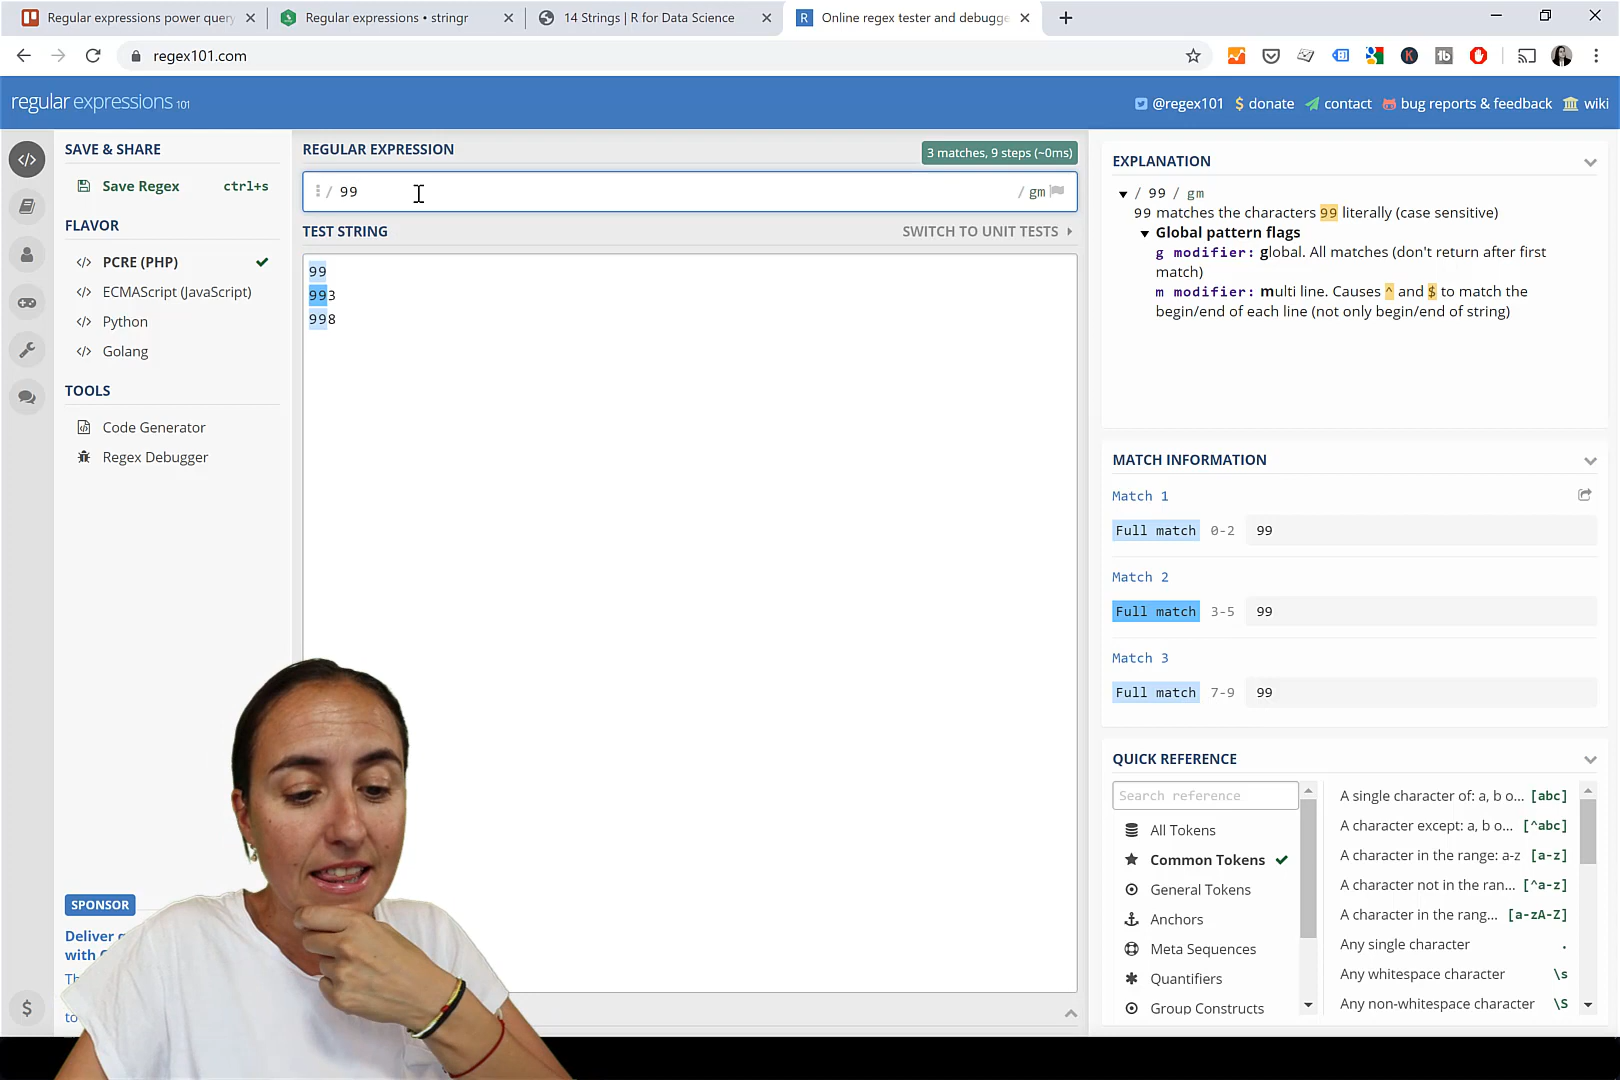 Regular expressions power query
Regular expressions • stringr
14 Strings | R for Data Science
Online regex tester and debugge
regex101.com
regular expressions 101
@regex101
donate
contact
bug reports & feedback
wiki
SAVE & SHARE
Save Regex ctrl+s
FLAVOR
PCRE (PHP)
ECMAScript (JavaScript)
Python
Golang
TOOLS
Code Generator
Regex Debugger
SPONSOR
Deliver
with
to
REGULAR EXPRESSION
3 matches, 9 steps (~0ms)
/ 99 / gm
TEST STRING
SWITCH TO UNIT TESTS
99
993
998
EXPLANATION
/ 99 / gm
99 matches the characters 99 literally (case sensitive)
Global pattern flags
g modifier: global. All matches (don't return after first
match)
m modifier: multi line. Causes ^ and $ to match the
begin/end of each line (not only begin/end of string)
MATCH INFORMATION
Match 1
Full match 0-2 99
Match 2
Full match 3-5 99
Match 3
Full match 7-9 99
QUICK REFERENCE
Search reference
All Tokens
Common Tokens
General Tokens
Anchors
Meta Sequences
Quantifiers
Group Constructs
A single character of: a, b o... [abc]
A character except: a, b o... [^abc]
A character in the range: a-z [a-z]
A character not in the ran... [^a-z]
A character in the rang... [a-zA-Z]
Any single character .
Any whitespace character \s
Any non-whitespace character \S